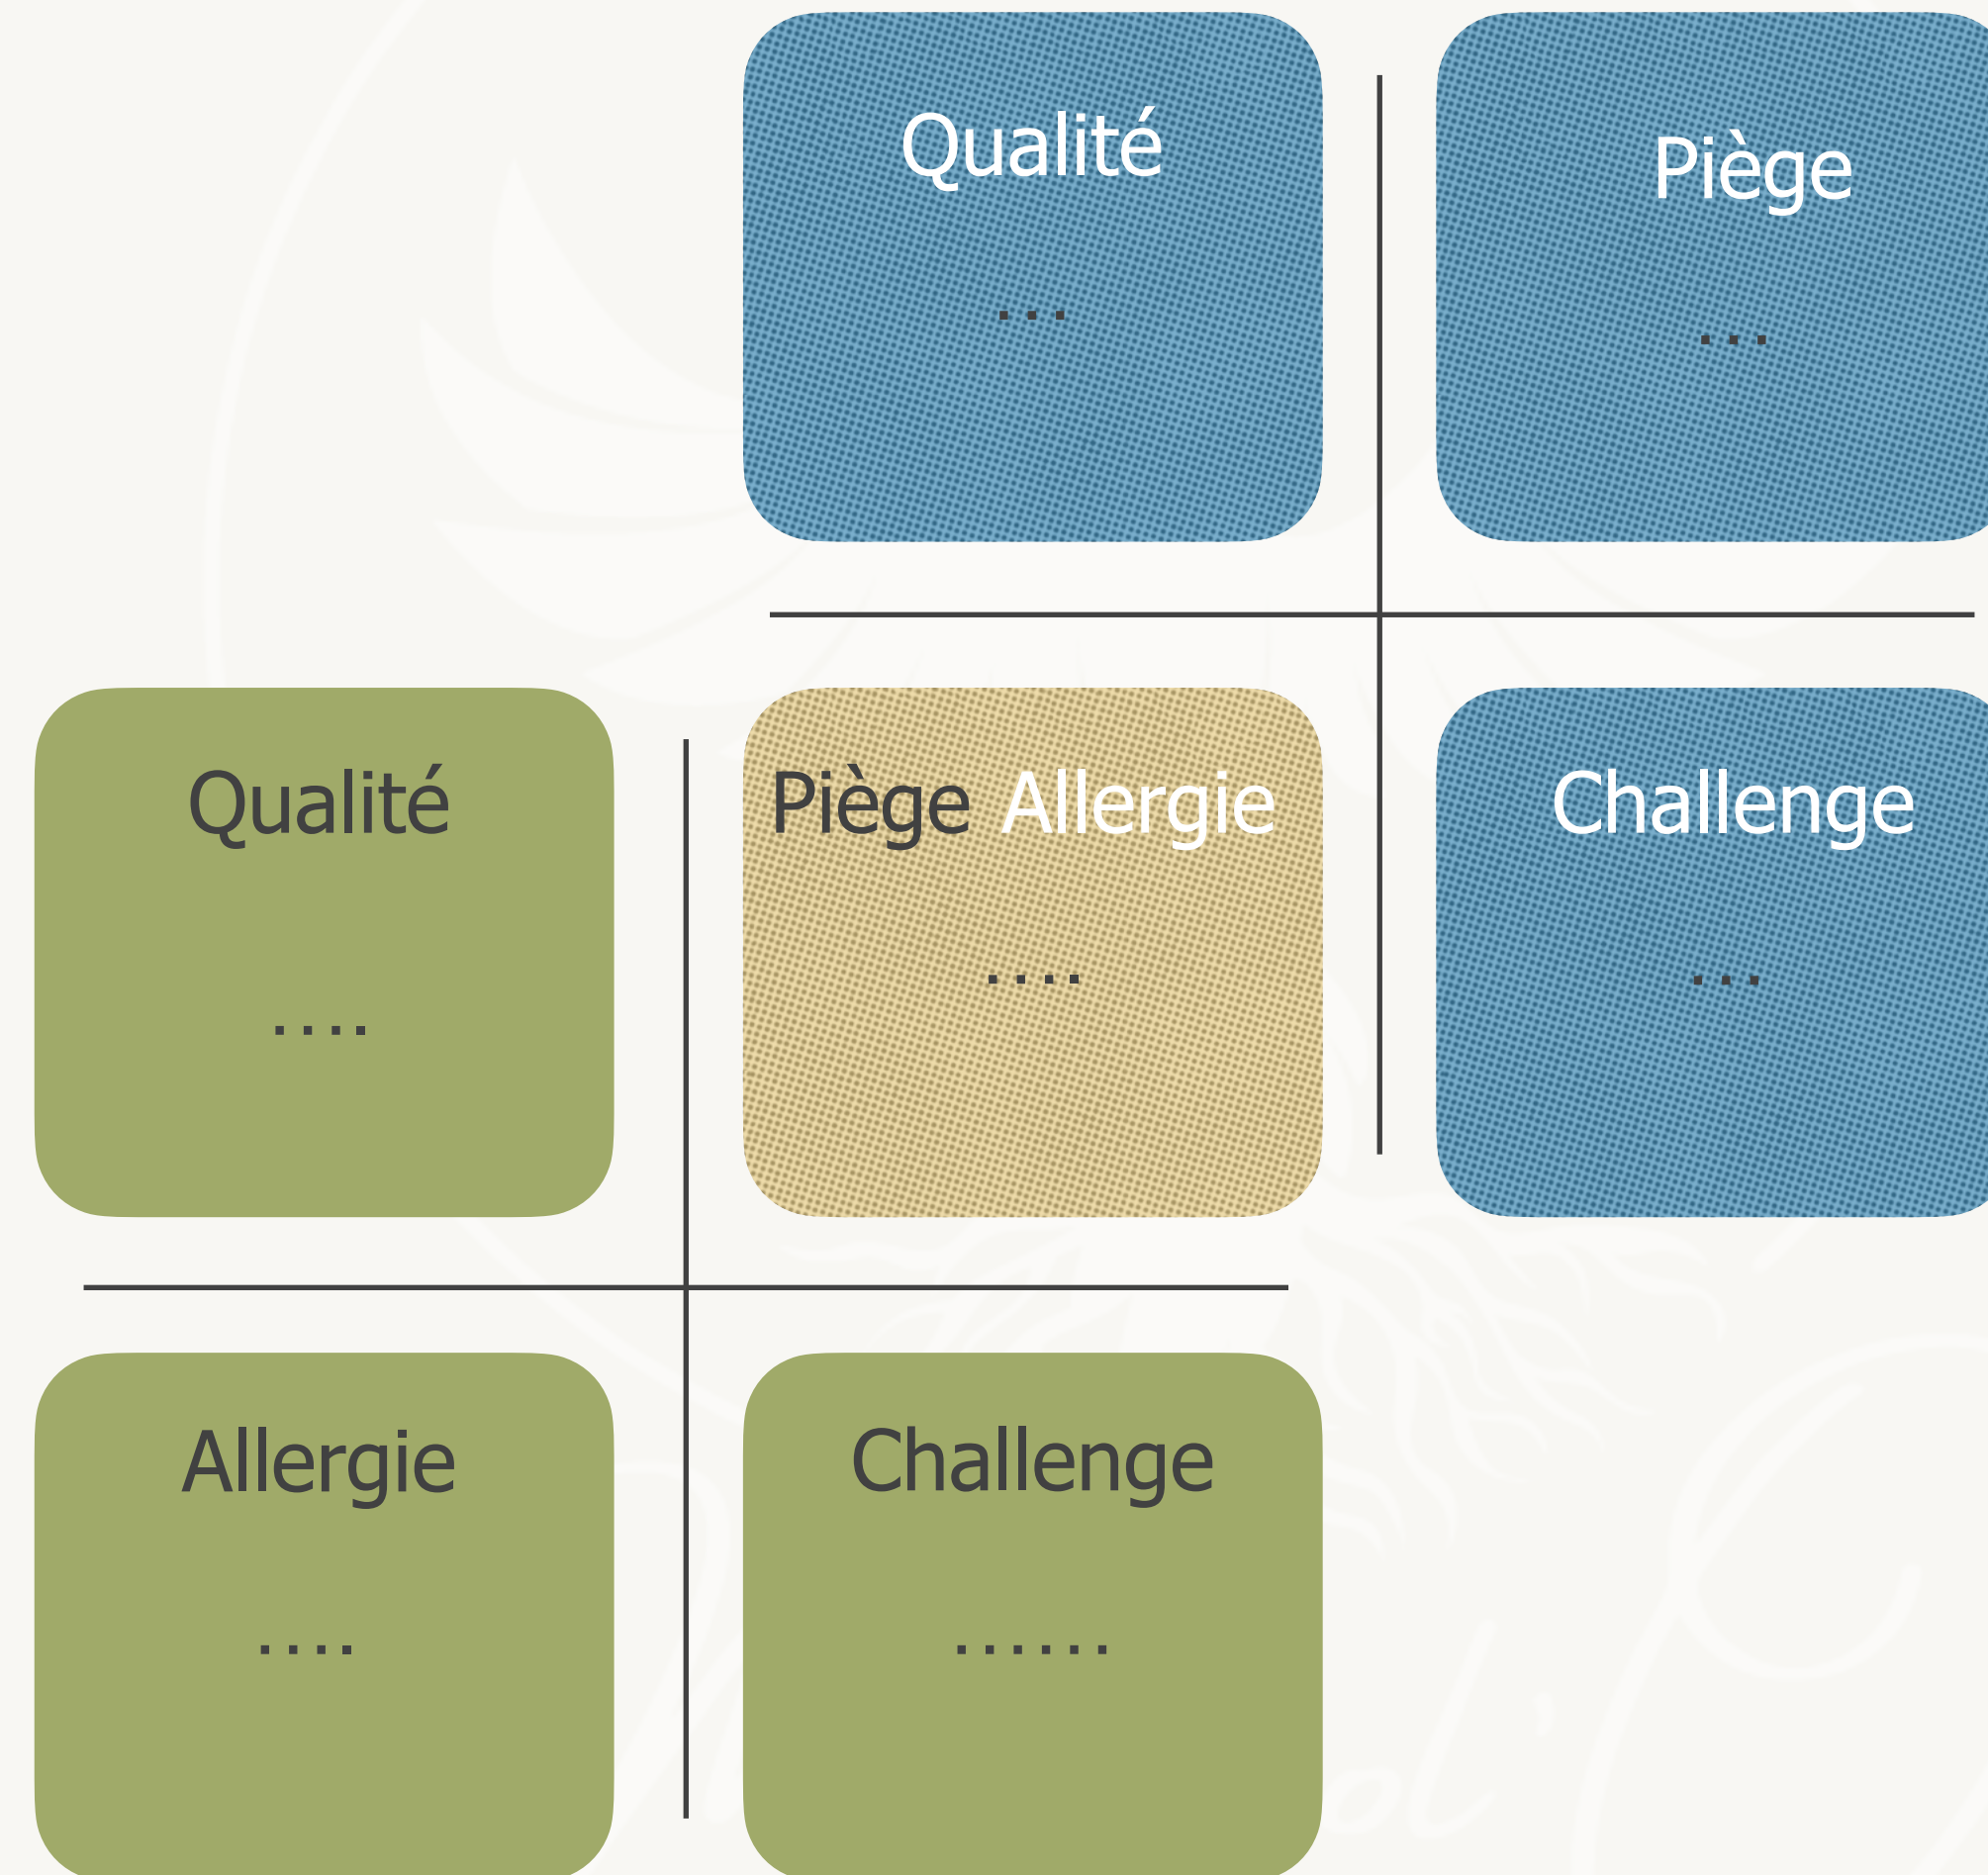 Qualité
Piège
...
...
Qualité
Piège Allergie
Challenge
....
....
...
Allergie
Challenge
....
......